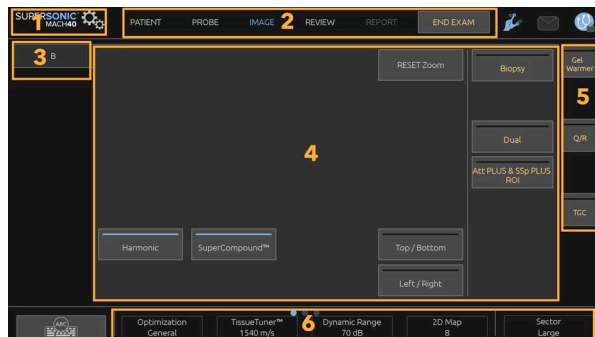 SUPERSONIC
MACH40
1
PATIENT
PROBE
IMAGE
2
REVIEW
REPORT
END EXAM
3
B
RESET Zoom
Biopsy
Gel
Warmer
5
4
Dual
Q/R
Att PLUS & SSp PLUS
ROI
TGC
Harmonic
SuperCompound™
Top / Bottom
Left / Right
ABC
Optimization
General
TissueTuner™
1540 m/s
6
Dynamic Range
70 dB
2D Map
8
Sector
Large